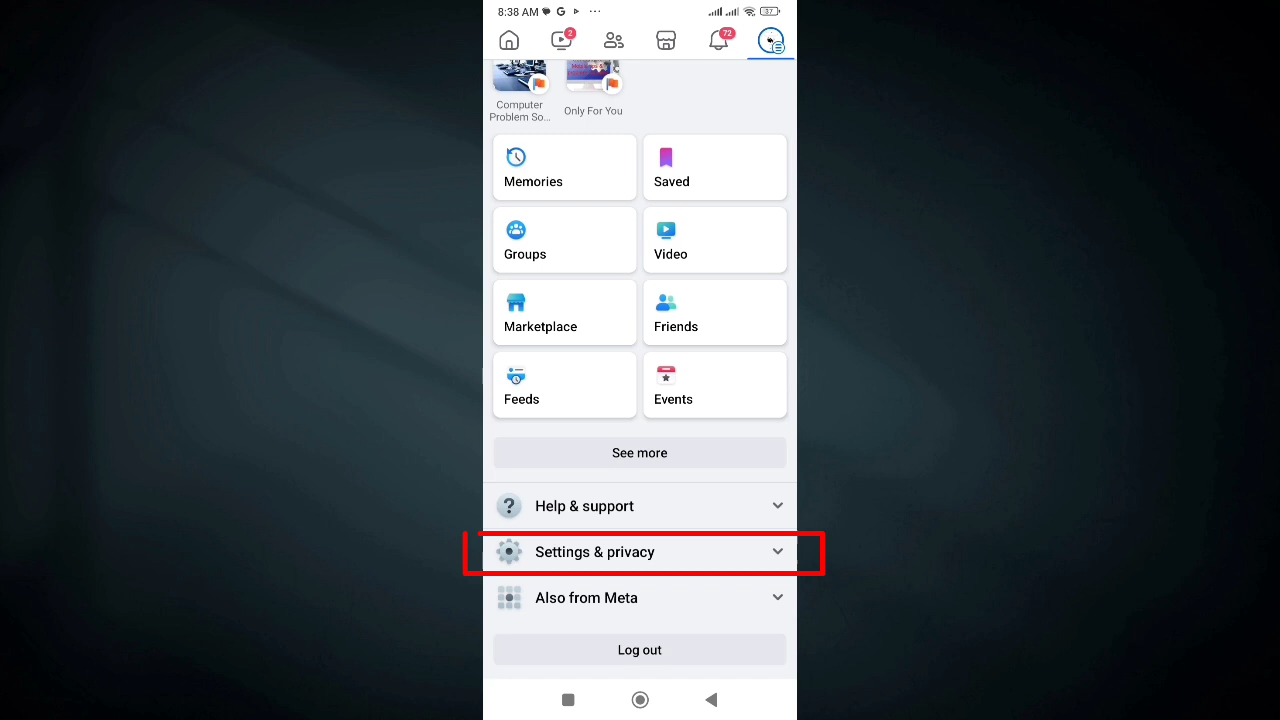 8:38 AM
37
2
72
Computer
Problem So...
Only For You
Memories
Saved
Groups
Video
Marketplace
Friends
Feeds
Events
See more
Help & support
Settings & privacy
Also from Meta
Log out